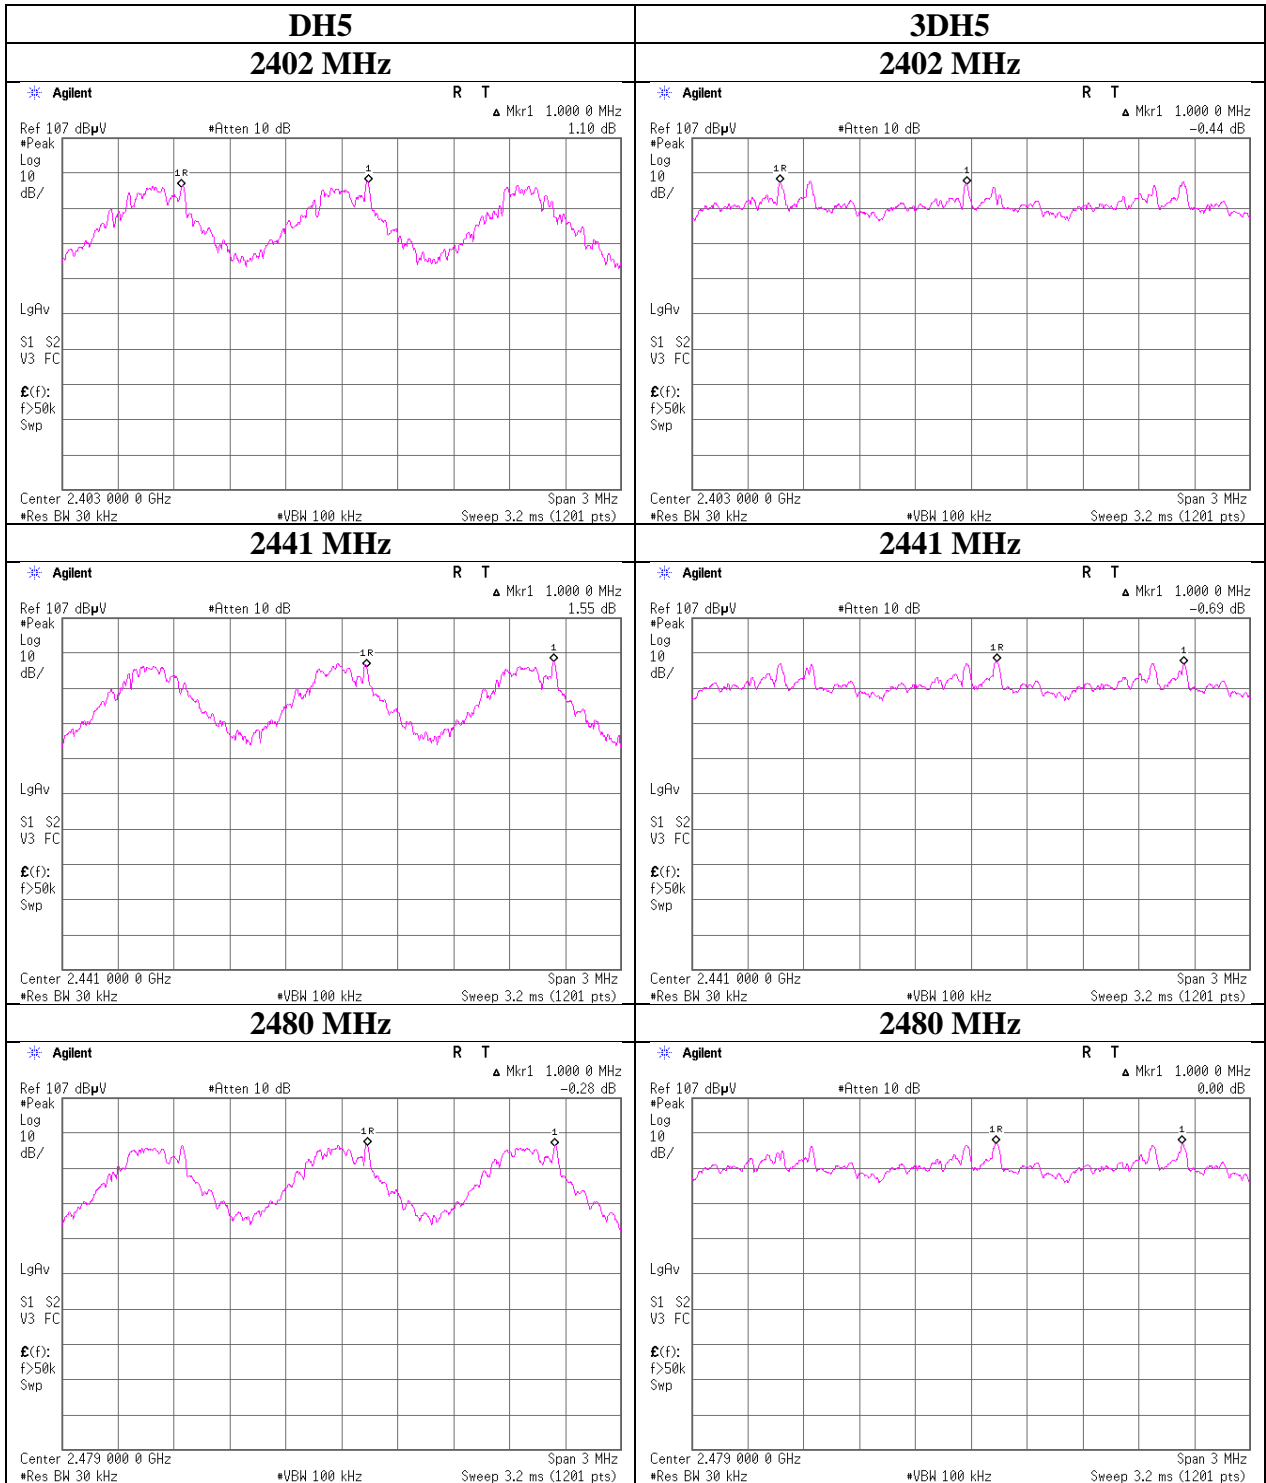 DH5 3DH5
2402 MHz 2402 MHz
Agilent R T
Δ Mkr1 1.000 0 MHz
Ref 107 dBµV #Atten 10 dB 1.10 dB
#Peak
Log
10
dB/
1R
1
LgAv
S1 S2
V3 FC
£(f):
f>50k
Swp
Center 2.403 000 0 GHz Span 3 MHz
#Res BW 30 kHz #VBW 100 kHz Sweep 3.2 ms (1201 pts)
Agilent R T
Δ Mkr1 1.000 0 MHz
Ref 107 dBµV #Atten 10 dB -0.44 dB
#Peak
Log
10
dB/
1R
1
LgAv
S1 S2
V3 FC
£(f):
f>50k
Swp
Center 2.403 000 0 GHz Span 3 MHz
#Res BW 30 kHz #VBW 100 kHz Sweep 3.2 ms (1201 pts)
2441 MHz 2441 MHz
Agilent R T
Δ Mkr1 1.000 0 MHz
Ref 107 dBµV #Atten 10 dB 1.55 dB
#Peak
Log
10
dB/
1R
1
LgAv
S1 S2
V3 FC
£(f):
f>50k
Swp
Center 2.441 000 0 GHz Span 3 MHz
#Res BW 30 kHz #VBW 100 kHz Sweep 3.2 ms (1201 pts)
Agilent R T
Δ Mkr1 1.000 0 MHz
Ref 107 dBµV #Atten 10 dB -0.69 dB
#Peak
Log
10
dB/
1R
1
LgAv
S1 S2
V3 FC
£(f):
f>50k
Swp
Center 2.441 000 0 GHz Span 3 MHz
#Res BW 30 kHz #VBW 100 kHz Sweep 3.2 ms (1201 pts)
2480 MHz 2480 MHz
Agilent R T
Δ Mkr1 1.000 0 MHz
Ref 107 dBµV #Atten 10 dB -0.28 dB
#Peak
Log
10
dB/
1R
1
LgAv
S1 S2
V3 FC
£(f):
f>50k
Swp
Center 2.479 000 0 GHz Span 3 MHz
#Res BW 30 kHz #VBW 100 kHz Sweep 3.2 ms (1201 pts)
Agilent R T
Δ Mkr1 1.000 0 MHz
Ref 107 dBµV #Atten 10 dB 0.00 dB
#Peak
Log
10
dB/
1R
1
LgAv
S1 S2
V3 FC
£(f):
f>50k
Swp
Center 2.479 000 0 GHz Span 3 MHz
#Res BW 30 kHz #VBW 100 kHz Sweep 3.2 ms (1201 pts)